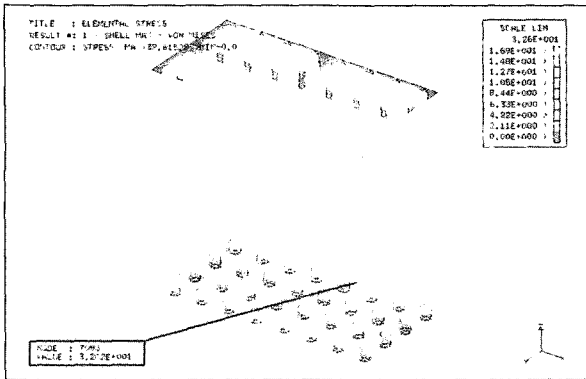 TITLE : ELEMENTAL STRESS
RESULT #: 1 - SHELL MAX - VON MISES
CONTOUR : STRESS
SCALE LIM
3.26E+001
1.69E+001
1.48E+001
1.27E+001
1.06E+001
8.44E+000
6.33E+000
4.22E+000
2.11E+000
0.00E+000
NODE :
VALUE :